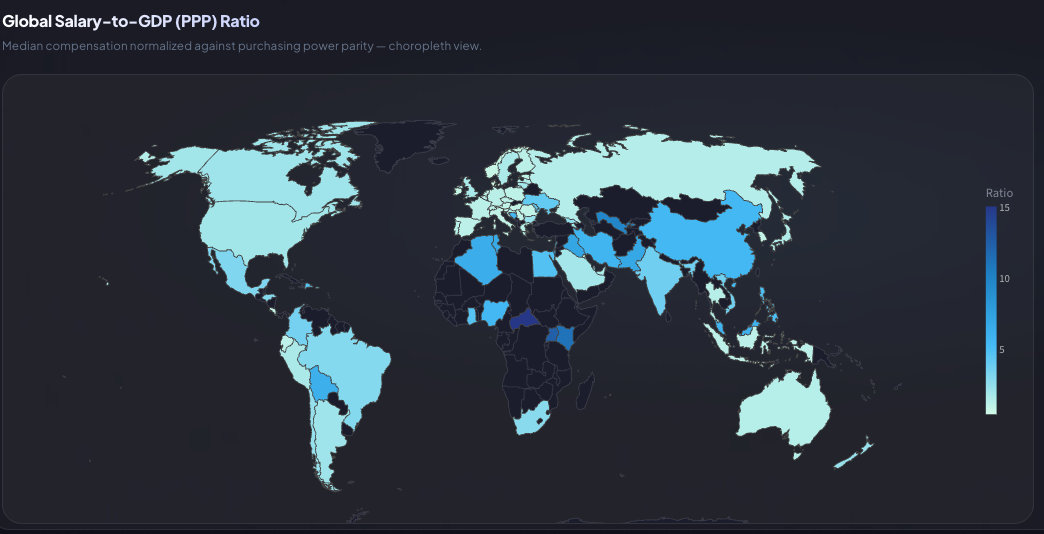 Global Salary-to-GDP (PPP) Ratio
Median compensation normalized against purchasing power parity — choropleth view.
Ratio
15
10
5